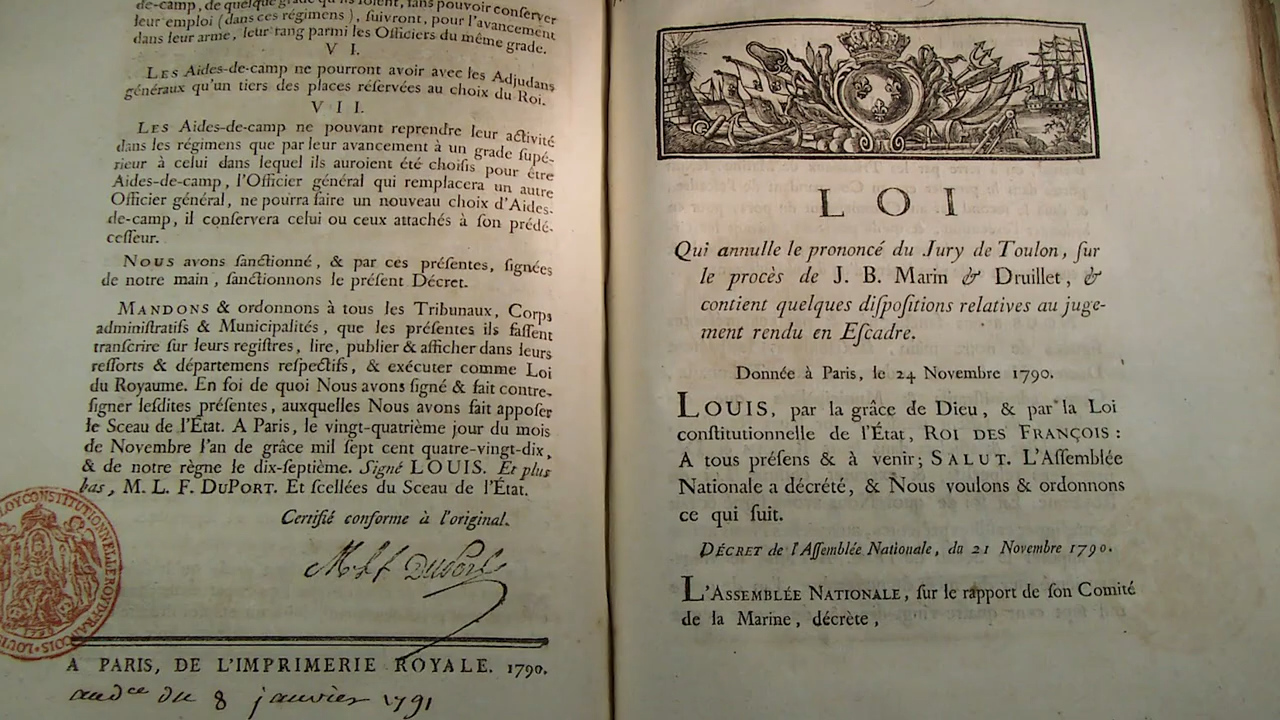 de-camp, de quelque grade qu'ils soient, sans pouvoir conserver
leur emploi (dans ces régimens), suivront, pour l'avancement
dans leur arme, leur rang parmi les Officiers du même grade.
V I.
LES Aides-de-camp ne pourront avoir avec les Adjudans
généraux qu'un tiers des places réservées au choix du Roi.
V I I.
LES Aides-de-camp ne pouvant reprendre leur activité
dans les régimens que par leur avancement à un grade supé-
rieur à celui dans lequel ils auroient été choisis pour être
Aides-de-camp, l'Officier général qui remplacera un autre
Officier général, ne pourra faire un nouveau choix d'Aides-
de-camp, il conservera celui ou ceux attachés à son prédé-
cesseur.
NOUS avons sanctionné, & par ces présentes, signées
de notre main, sanctionnons le présent Décret.
MANDONS & ordonnons à tous les Tribunaux, Corps
administratifs & Municipalités, que les présentes ils fassent
transcrire sur leurs registres, lire, publier & afficher dans leurs
ressorts & départemens respectifs, & exécuter comme Loi
du Royaume. En foi de quoi Nous avons signé & fait contre-
signer lesdites présentes, auxquelles Nous avons fait apposer
le Sceau de l'État. A Paris, le vingt-quatrième jour du mois
de Novembre l'an de grâce mil sept cent quatre-vingt-dix,
& de notre règne le dix-septième. Signé LOUIS. Et plus
bas, M. L. F. DUPORT. Et scellées du Sceau de l'État.
Certifié conforme à l'original.
M. L. F. Duport
A PARIS, DE L'IMPRIMERIE ROYALE. 1790.
audce du 8 janvier 1791
LOI
Qui annulle le prononcé du Jury de Toulon, sur
le procès de J. B. Marin & Druillet, &
contient quelques dispositions relatives au juge-
ment rendu en Escadre.
Donnée à Paris, le 24 Novembre 1790.
LOUIS, par la grâce de Dieu, & par la Loi
constitutionnelle de l'État, ROI DES FRANÇOIS :
A tous présens & à venir; SALUT. L'Assemblée
Nationale a décrété, & Nous voulons & ordonnons
ce qui suit.
DÉCRET de l'Assemblée Nationale, du 21 Novembre 1790.
L'ASSEMBLÉE NATIONALE, sur le rapport de son Comité
de la Marine, décrète,